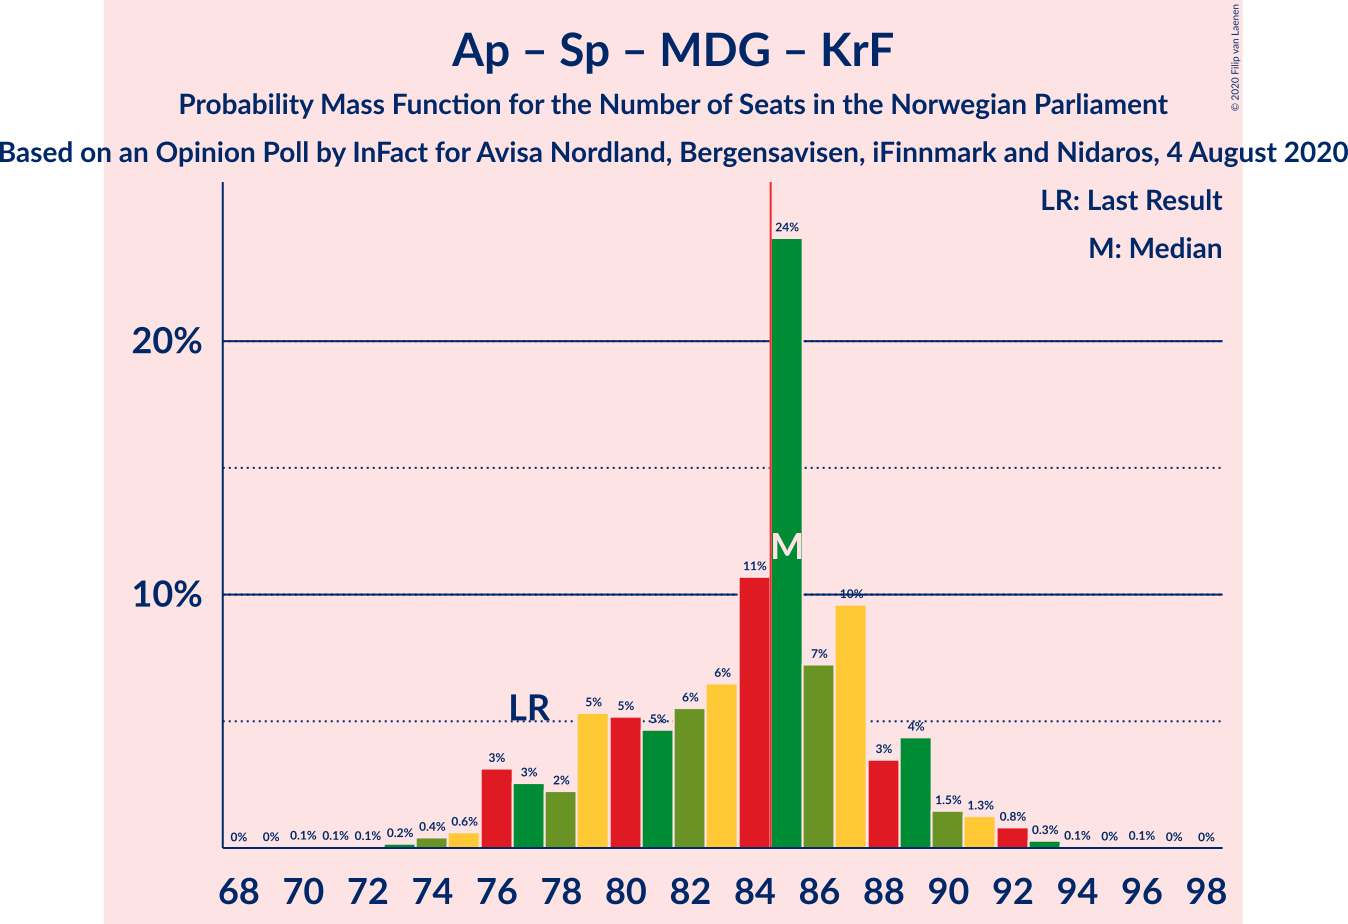 Ap – Sp – MDG – KrF
© 2020 Filip van Laenen
Probability Mass Function for the Number of Seats in the Norwegian Parliament
Based on an Opinion Poll by InFact for Avisa Nordland, Bergensavisen, iFinnmark and Nidaros, 4 August 2020
LR: Last Result
M: Median
20%
10%
LR
M
0% 0% 0.1% 0.1% 0.1% 0.2% 0.4% 0.6% 3% 3% 2% 5% 5% 5% 6% 6% 11% 24% 7% 10% 3% 4% 1.5% 1.3% 0.8% 0.3% 0.1% 0% 0.1% 0% 0%
68 70 72 74 76 78 80 82 84 86 88 90 92 94 96 98